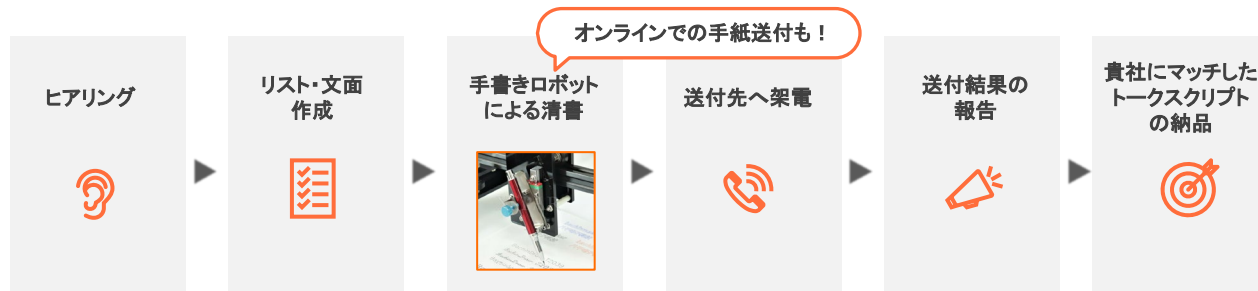 オンラインでの手紙送付も！
ヒアリング
リスト・文面
作成
手書きロボット
による清書
送付先へ架電
送付結果の
報告
貴社にマッチした
トークスクリプト
の納品